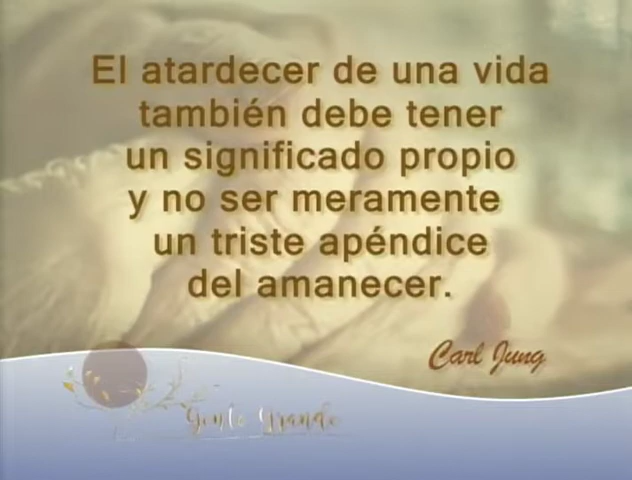 El atardecer de una vida
también debe tener
un significado propio
y no ser meramente
un triste apéndice
del amanecer.
Carl Jung
Gente Grande